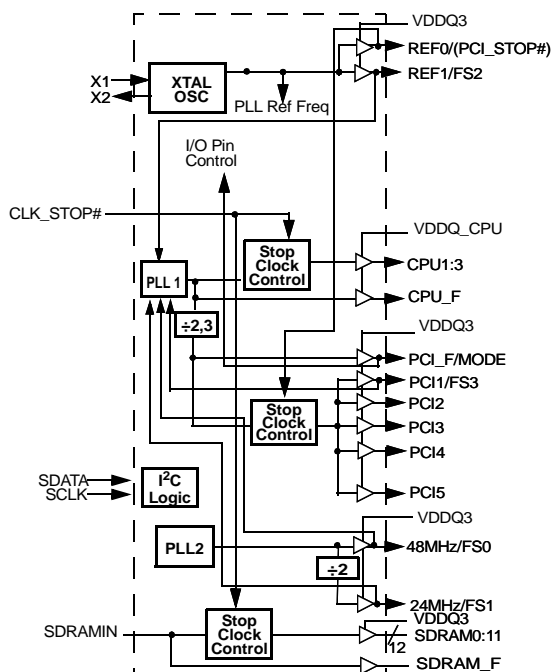 VDDQ3
REF0/(PCI_STOP#)
X1
X2
XTAL
OSC
REF1/FS2
PLL Ref Freq
I/O Pin
Control
CLK_STOP#
VDDQ_CPU
Stop
Clock
Control
CPU1:3
PLL 1
CPU_F
÷2,3
VDDQ3
PCI_F/MODE
PCI1/FS3
Stop
Clock
Control
PCI2
PCI3
PCI4
PCI5
SDATA
SCLK
I2C
Logic
VDDQ3
PLL2
48MHz/FS0
÷2
24MHz/FS1
VDDQ3
SDRAMIN
Stop
Clock
Control
SDRAM0:11
12
SDRAM_F